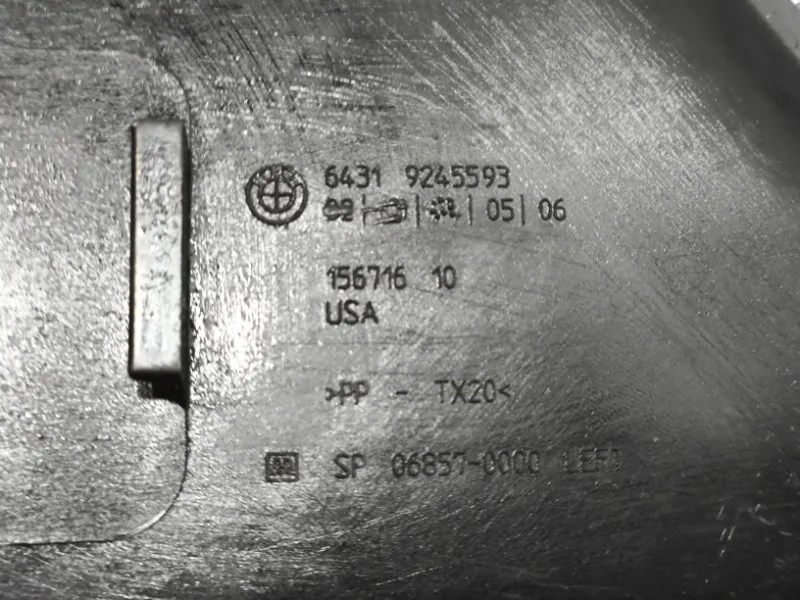 6431 9245593
05| 06
156716 10
USA
>PP - TX20<
SP 06857-0000 LEFT